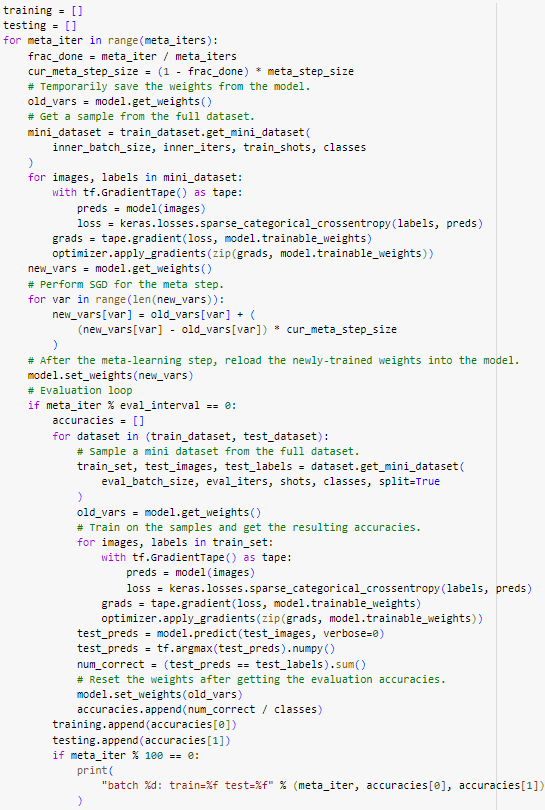 training = []
testing = []
for meta_iter in range(meta_iters):
    frac_done = meta_iter / meta_iters
    cur_meta_step_size = (1 - frac_done) * meta_step_size
    # Temporarily save the weights from the model.
    old_vars = model.get_weights()
    # Get a sample from the full dataset.
    mini_dataset = train_dataset.get_mini_dataset(
        inner_batch_size, inner_iters, train_shots, classes
    )
    for images, labels in mini_dataset:
        with tf.GradientTape() as tape:
            preds = model(images)
            loss = keras.losses.sparse_categorical_crossentropy(labels, preds)
        grads = tape.gradient(loss, model.trainable_weights)
        optimizer.apply_gradients(zip(grads, model.trainable_weights))
    new_vars = model.get_weights()
    # Perform SGD for the meta step.
    for var in range(len(new_vars)):
        new_vars[var] = old_vars[var] + (
            (new_vars[var] - old_vars[var]) * cur_meta_step_size
        )
    # After the meta-learning step, reload the newly-trained weights into the model.
    model.set_weights(new_vars)
    # Evaluation loop
    if meta_iter % eval_interval == 0:
        accuracies = []
        for dataset in (train_dataset, test_dataset):
            # Sample a mini dataset from the full dataset.
            train_set, test_images, test_labels = dataset.get_mini_dataset(
                eval_batch_size, eval_iters, shots, classes, split=True
            )
            old_vars = model.get_weights()
            # Train on the samples and get the resulting accuracies.
            for images, labels in train_set:
                with tf.GradientTape() as tape:
                    preds = model(images)
                    loss = keras.losses.sparse_categorical_crossentropy(labels, preds)
                grads = tape.gradient(loss, model.trainable_weights)
                optimizer.apply_gradients(zip(grads, model.trainable_weights))
            test_preds = model.predict(test_images, verbose=0)
            test_preds = tf.argmax(test_preds).numpy()
            num_correct = (test_preds == test_labels).sum()
            # Reset the weights after getting the evaluation accuracies.
            model.set_weights(old_vars)
            accuracies.append(num_correct / classes)
        training.append(accuracies[0])
        testing.append(accuracies[1])
        if meta_iter % 100 == 0:
            print(
                "batch %d: train=%f test=%f" % (meta_iter, accuracies[0], accuracies[1])
            )